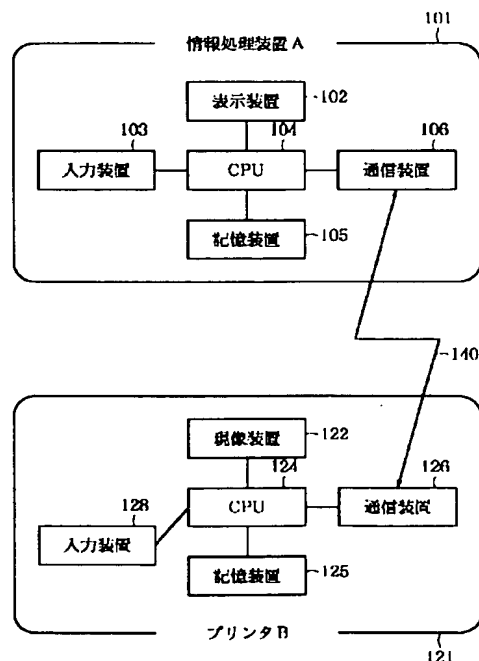 情報処理装置A
101
表示装置
102
103
104
106
入力装置
CPU
通信装置
記憶装置
105
140
現像装置
122
124
126
128
CPU
通信装置
入力装置
記憶装置
125
プリンタB
121